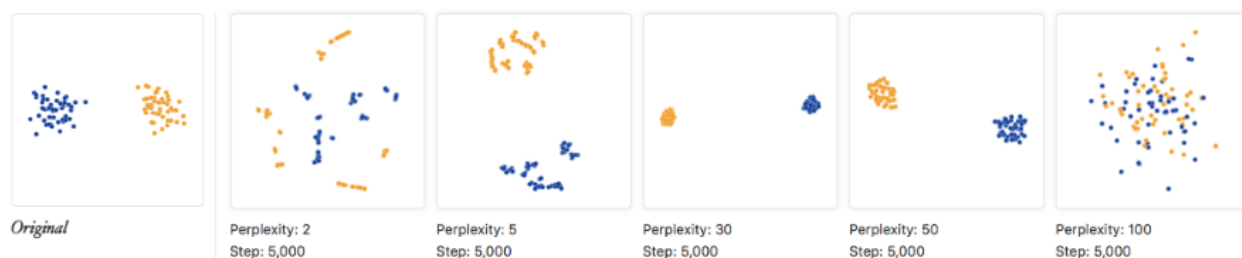 Original
Perplexity: 2
Step: 5,000
Perplexity: 5
Step: 5,000
Perplexity: 30
Step: 5,000
Perplexity: 50
Step: 5,000
Perplexity: 100
Step: 5,000